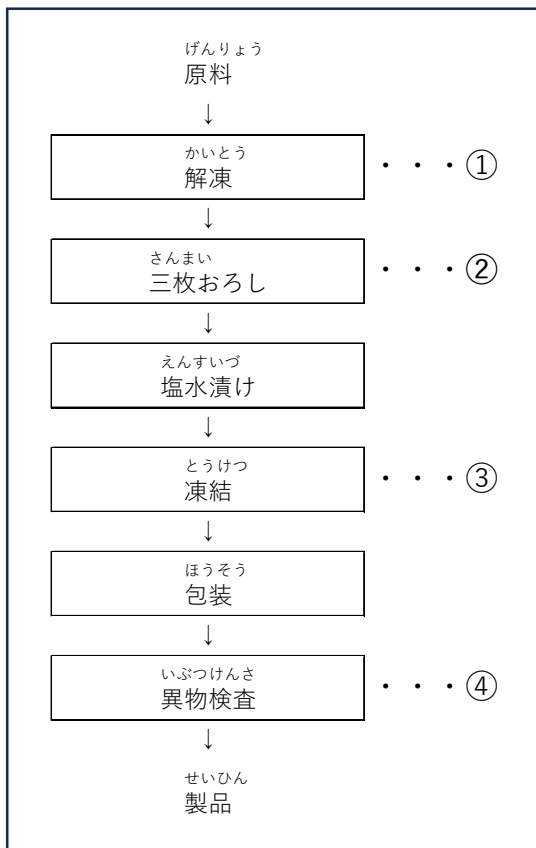 げんりょう
原料
↓
かいとう
解凍 ・・・①
↓
さんまい
三枚おろし ・・・②
↓
えんすいづ
塩水漬け
↓
とうけつ
凍結 ・・・③
↓
ほうそう
包装
↓
いぶつけんさ
異物検査 ・・・④
↓
せいひん
製品